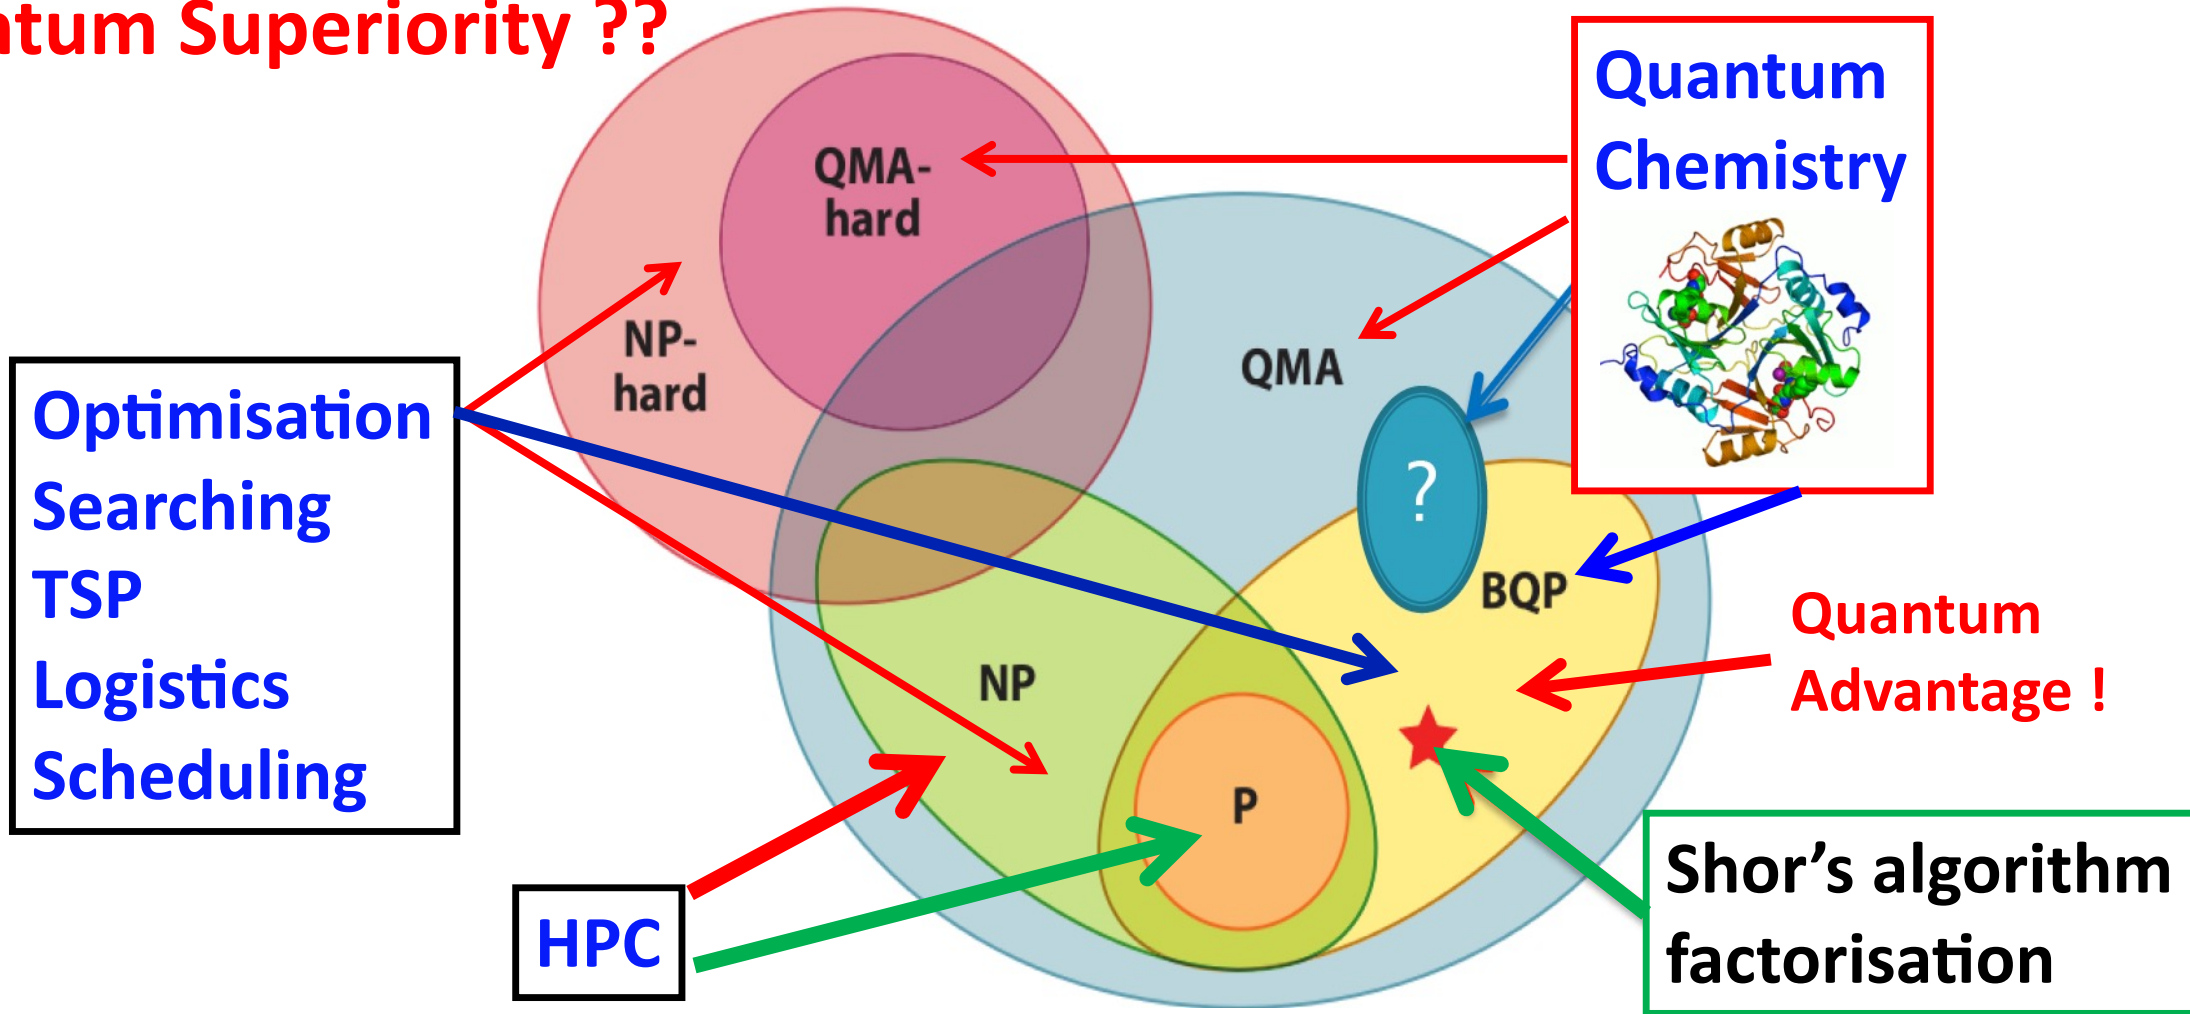 ntum Superiority ??
Quantum
Chemistry
QMA-
hard
NP-
hard
QMA
Optimisation
Searching
TSP
Logistics
Scheduling
?
BQP
Quantum
Advantage !
NP
P
HPC
Shor’s algorithm
factorisation